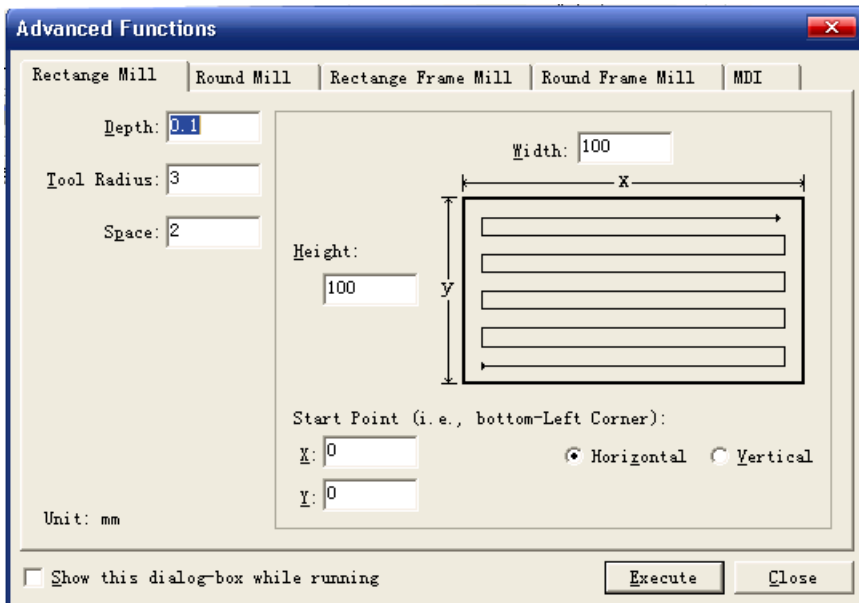 Advanced Functions
Rectange Mill Round Mill Rectange Frame Mill Round Frame Mill MDI
Depth: 0.1
Width: 100
Tool Radius: 3
X
Space: 2
Height:
100
y
Start Point (i.e., bottom-Left Corner):
X: 0
Horizontal Vertical
Y: 0
Unit: mm
Show this dialog-box while running Execute Close